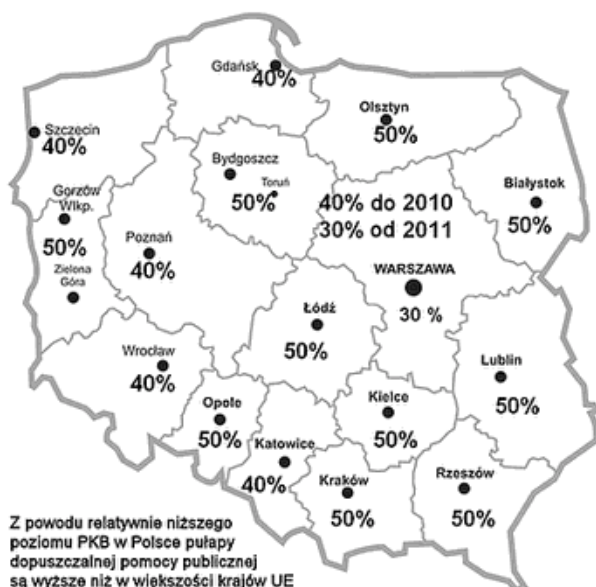 Gdańsk
40%
Olsztyn
50%
Szczecin
40%
Bydgoszcz
Toruń
50%
Białystok
50%
40% do 2010
30% od 2011
Gorzów
Wlkp.
50%
Zielona
Góra
Poznań
40%
WARSZAWA
30 %
Łódź
50%
Wrocław
40%
Lublin
50%
Opole
50%
Kielce
50%
Katowice
40%
Kraków
50%
Rzeszów
50%
Z powodu relatywnie niższego
poziomu PKB w Polsce pułapy
dopuszczalnej pomocy publicznej
są wyższe niż w większości krajów UE